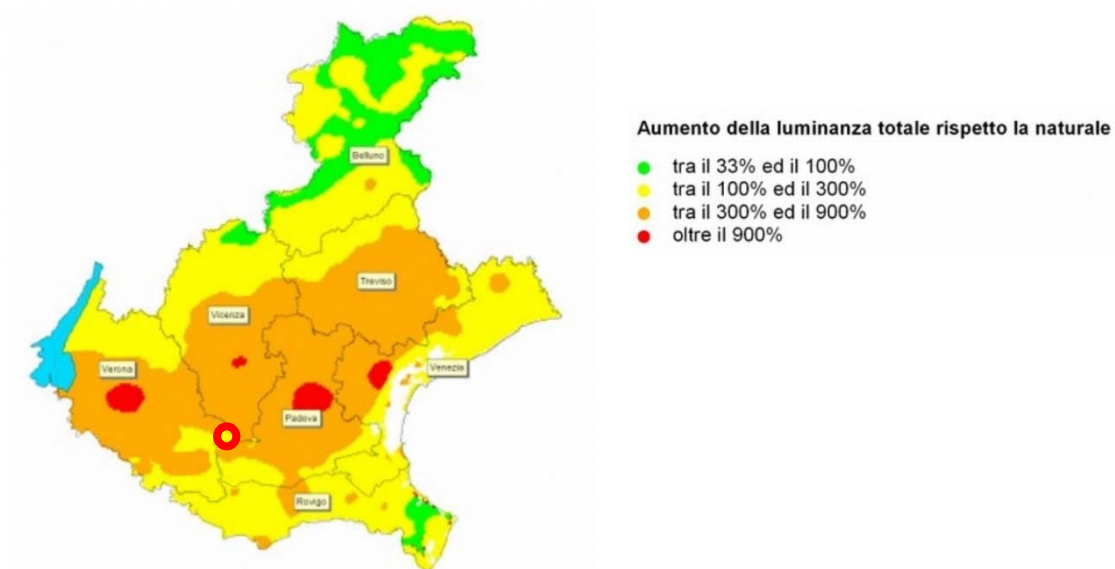 Aumento della luminanza totale rispetto la naturale
tra il 33% ed il 100%
tra il 100% ed il 300%
tra il 300% ed il 900%
oltre il 900%
Belluno
Treviso
Vicenza
Verona
Venezia
Padova
Rovigo